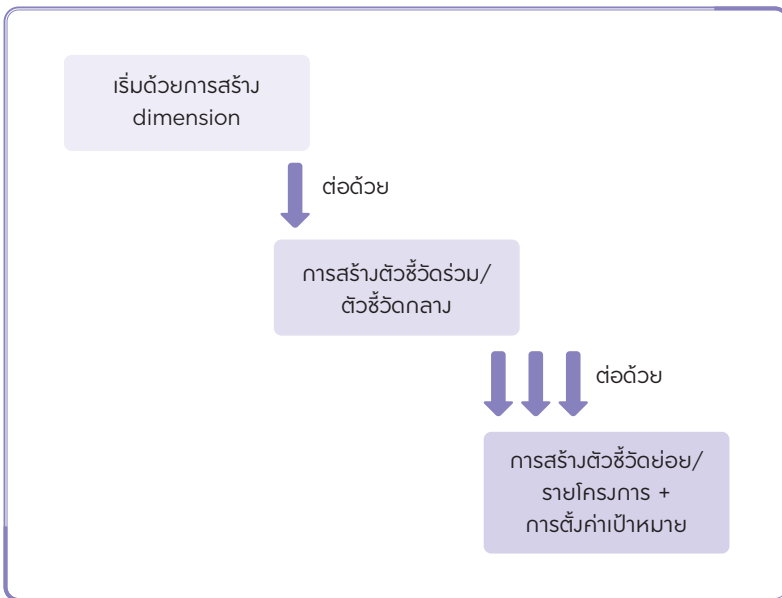 เริ่มด้วยการสร้าง
dimension
ต่อด้วย
การสร้างตัวชี้วัดร่วม/
ตัวชี้วัดกลาง
ต่อด้วย
การสร้างตัวชี้วัดย่อย/
รายโครงการ +
การตั้งค่าเป้าหมาย